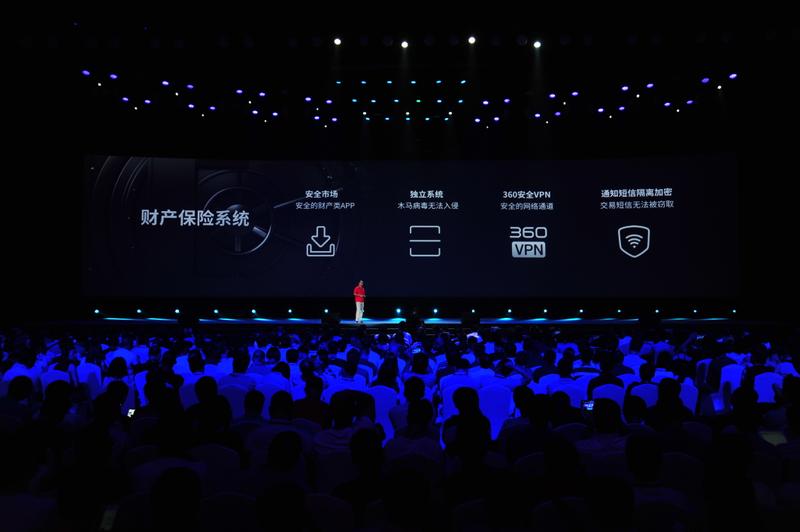 财产保险系统
安全市场
安全的财产类APP
独立系统
木马病毒无法入侵
360安全VPN
安全的网络通道
360
VPN
通知短信隔离加密
交易短信无法被窃取